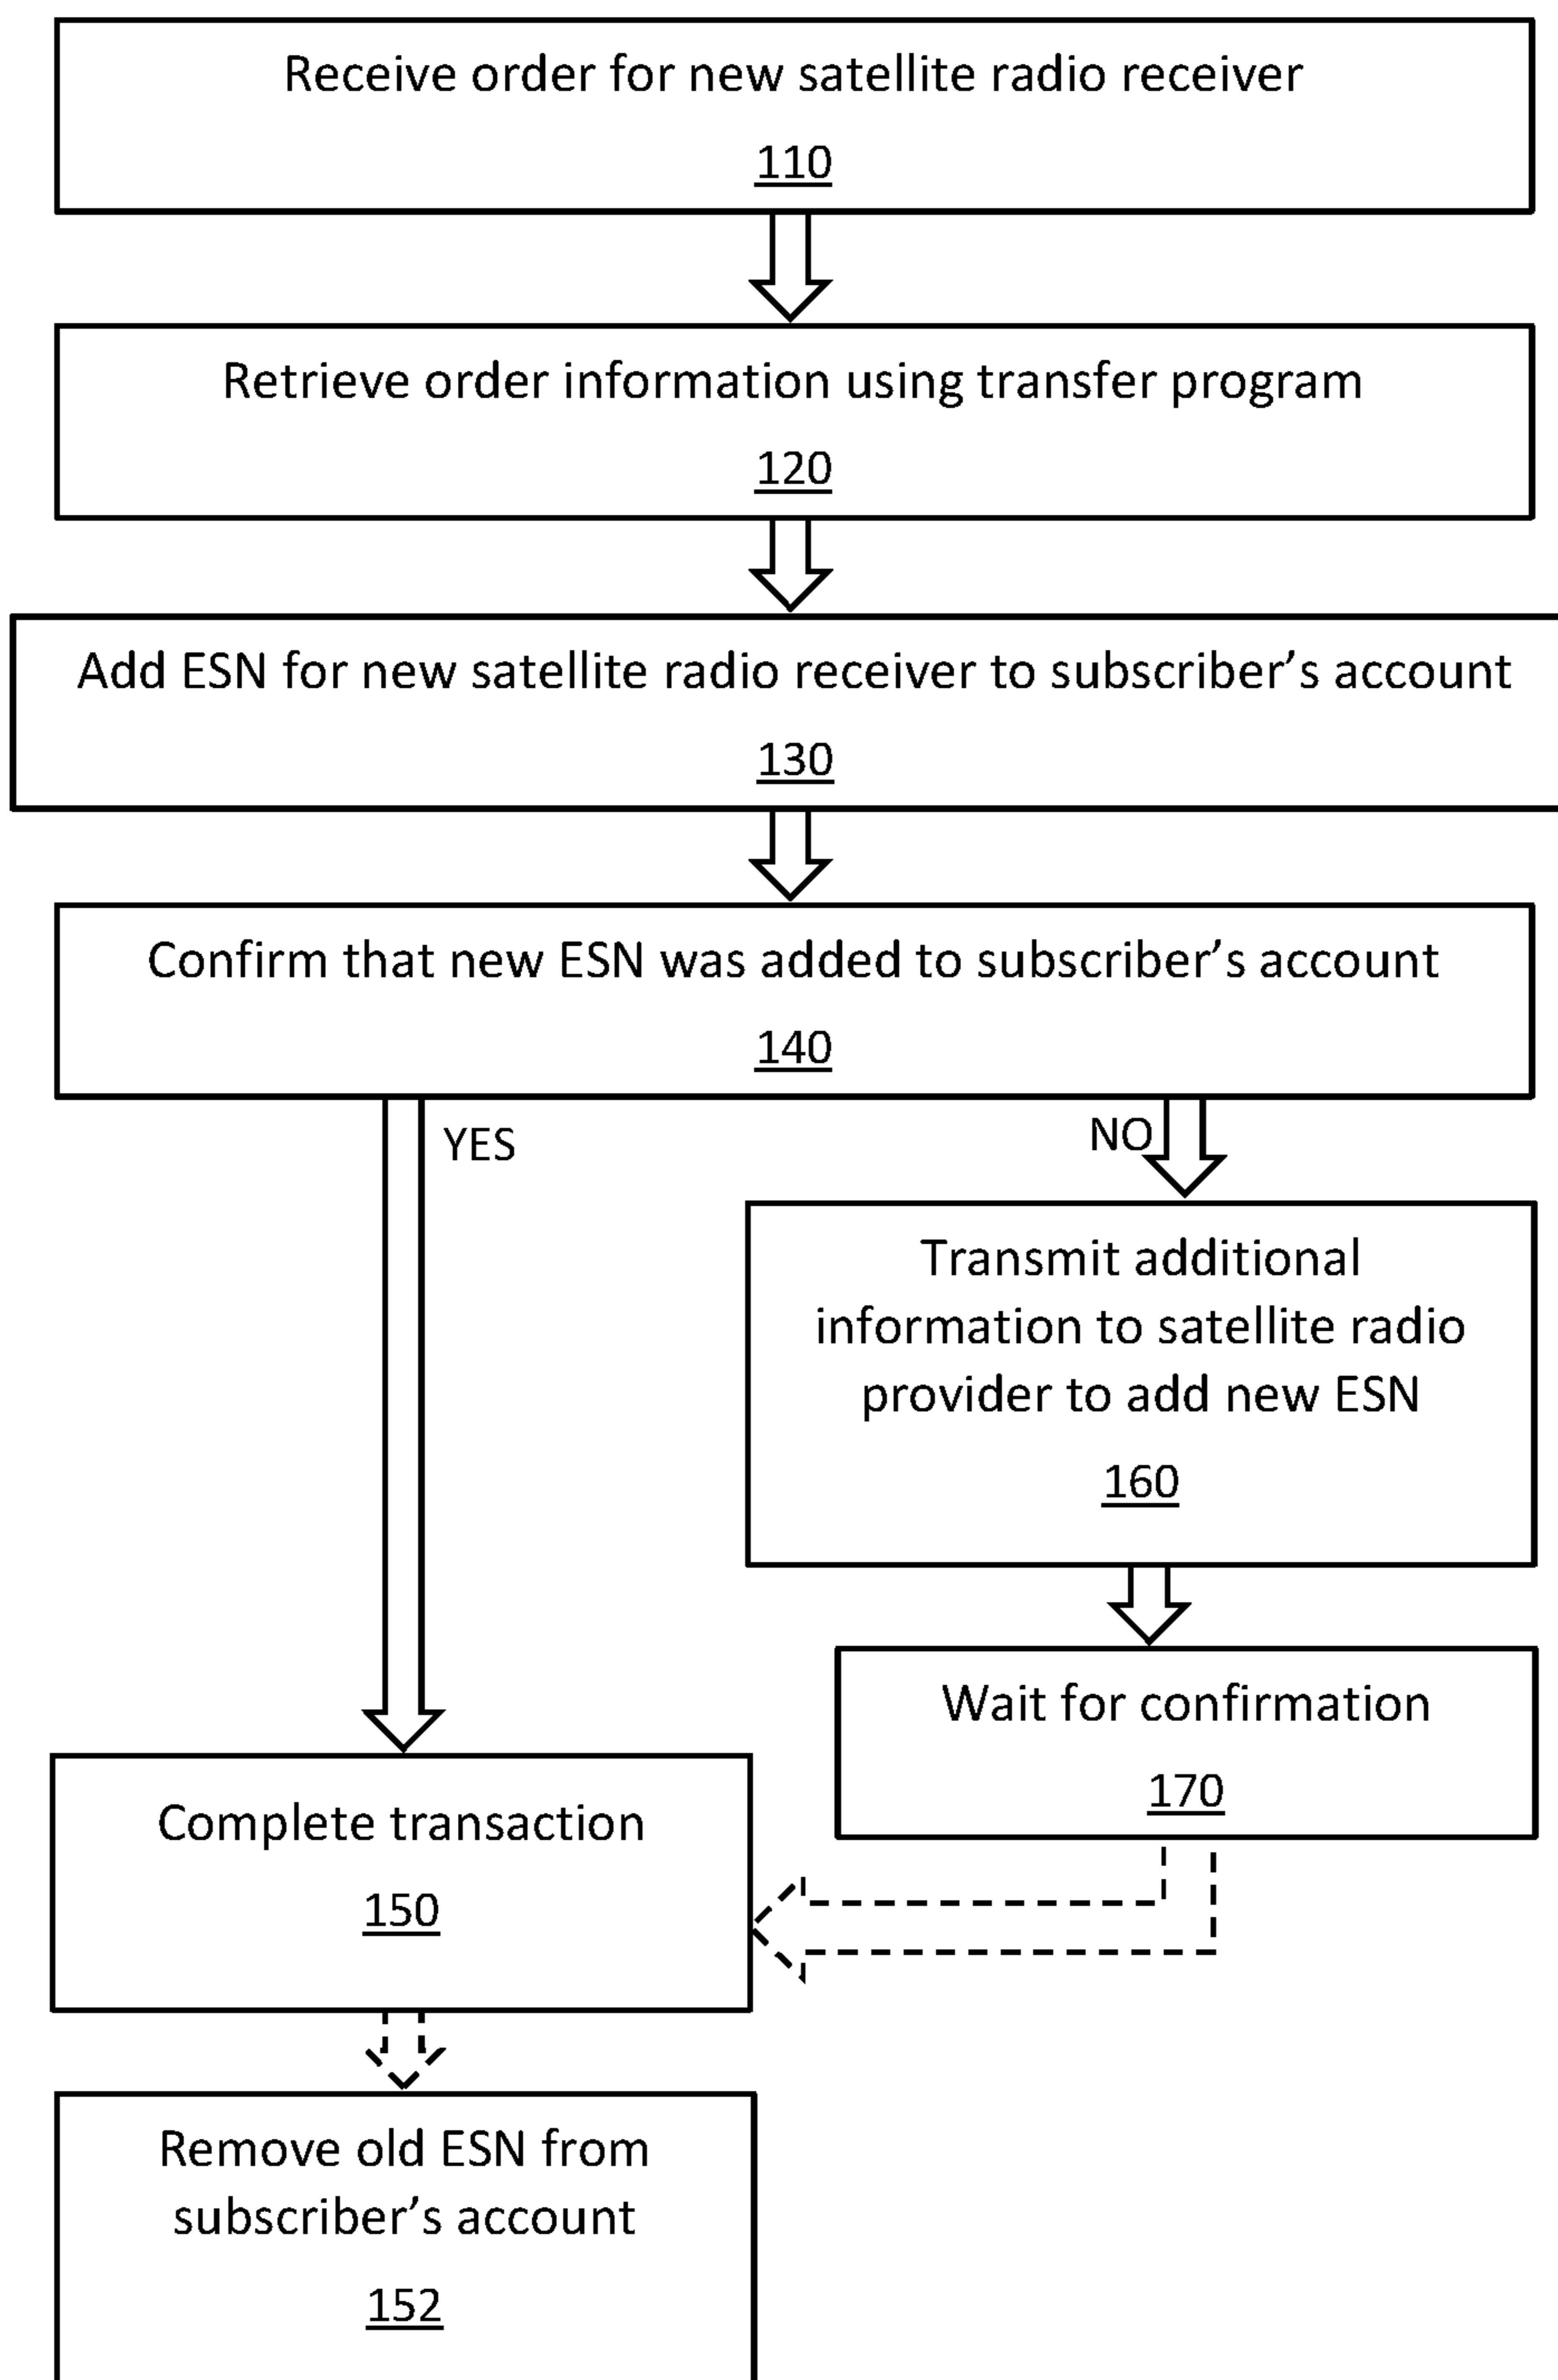 Receive order for new satellite radio receiver
110
Retrieve order information using transfer program
120
Add ESN for new satellite radio receiver to subscriber’s account
130
Confirm that new ESN was added to subscriber’s account
140
YES
NO
Transmit additional
information to satellite radio
provider to add new ESN
160
Wait for confirmation
170
Complete transaction
150
Remove old ESN from
subscriber’s account
152